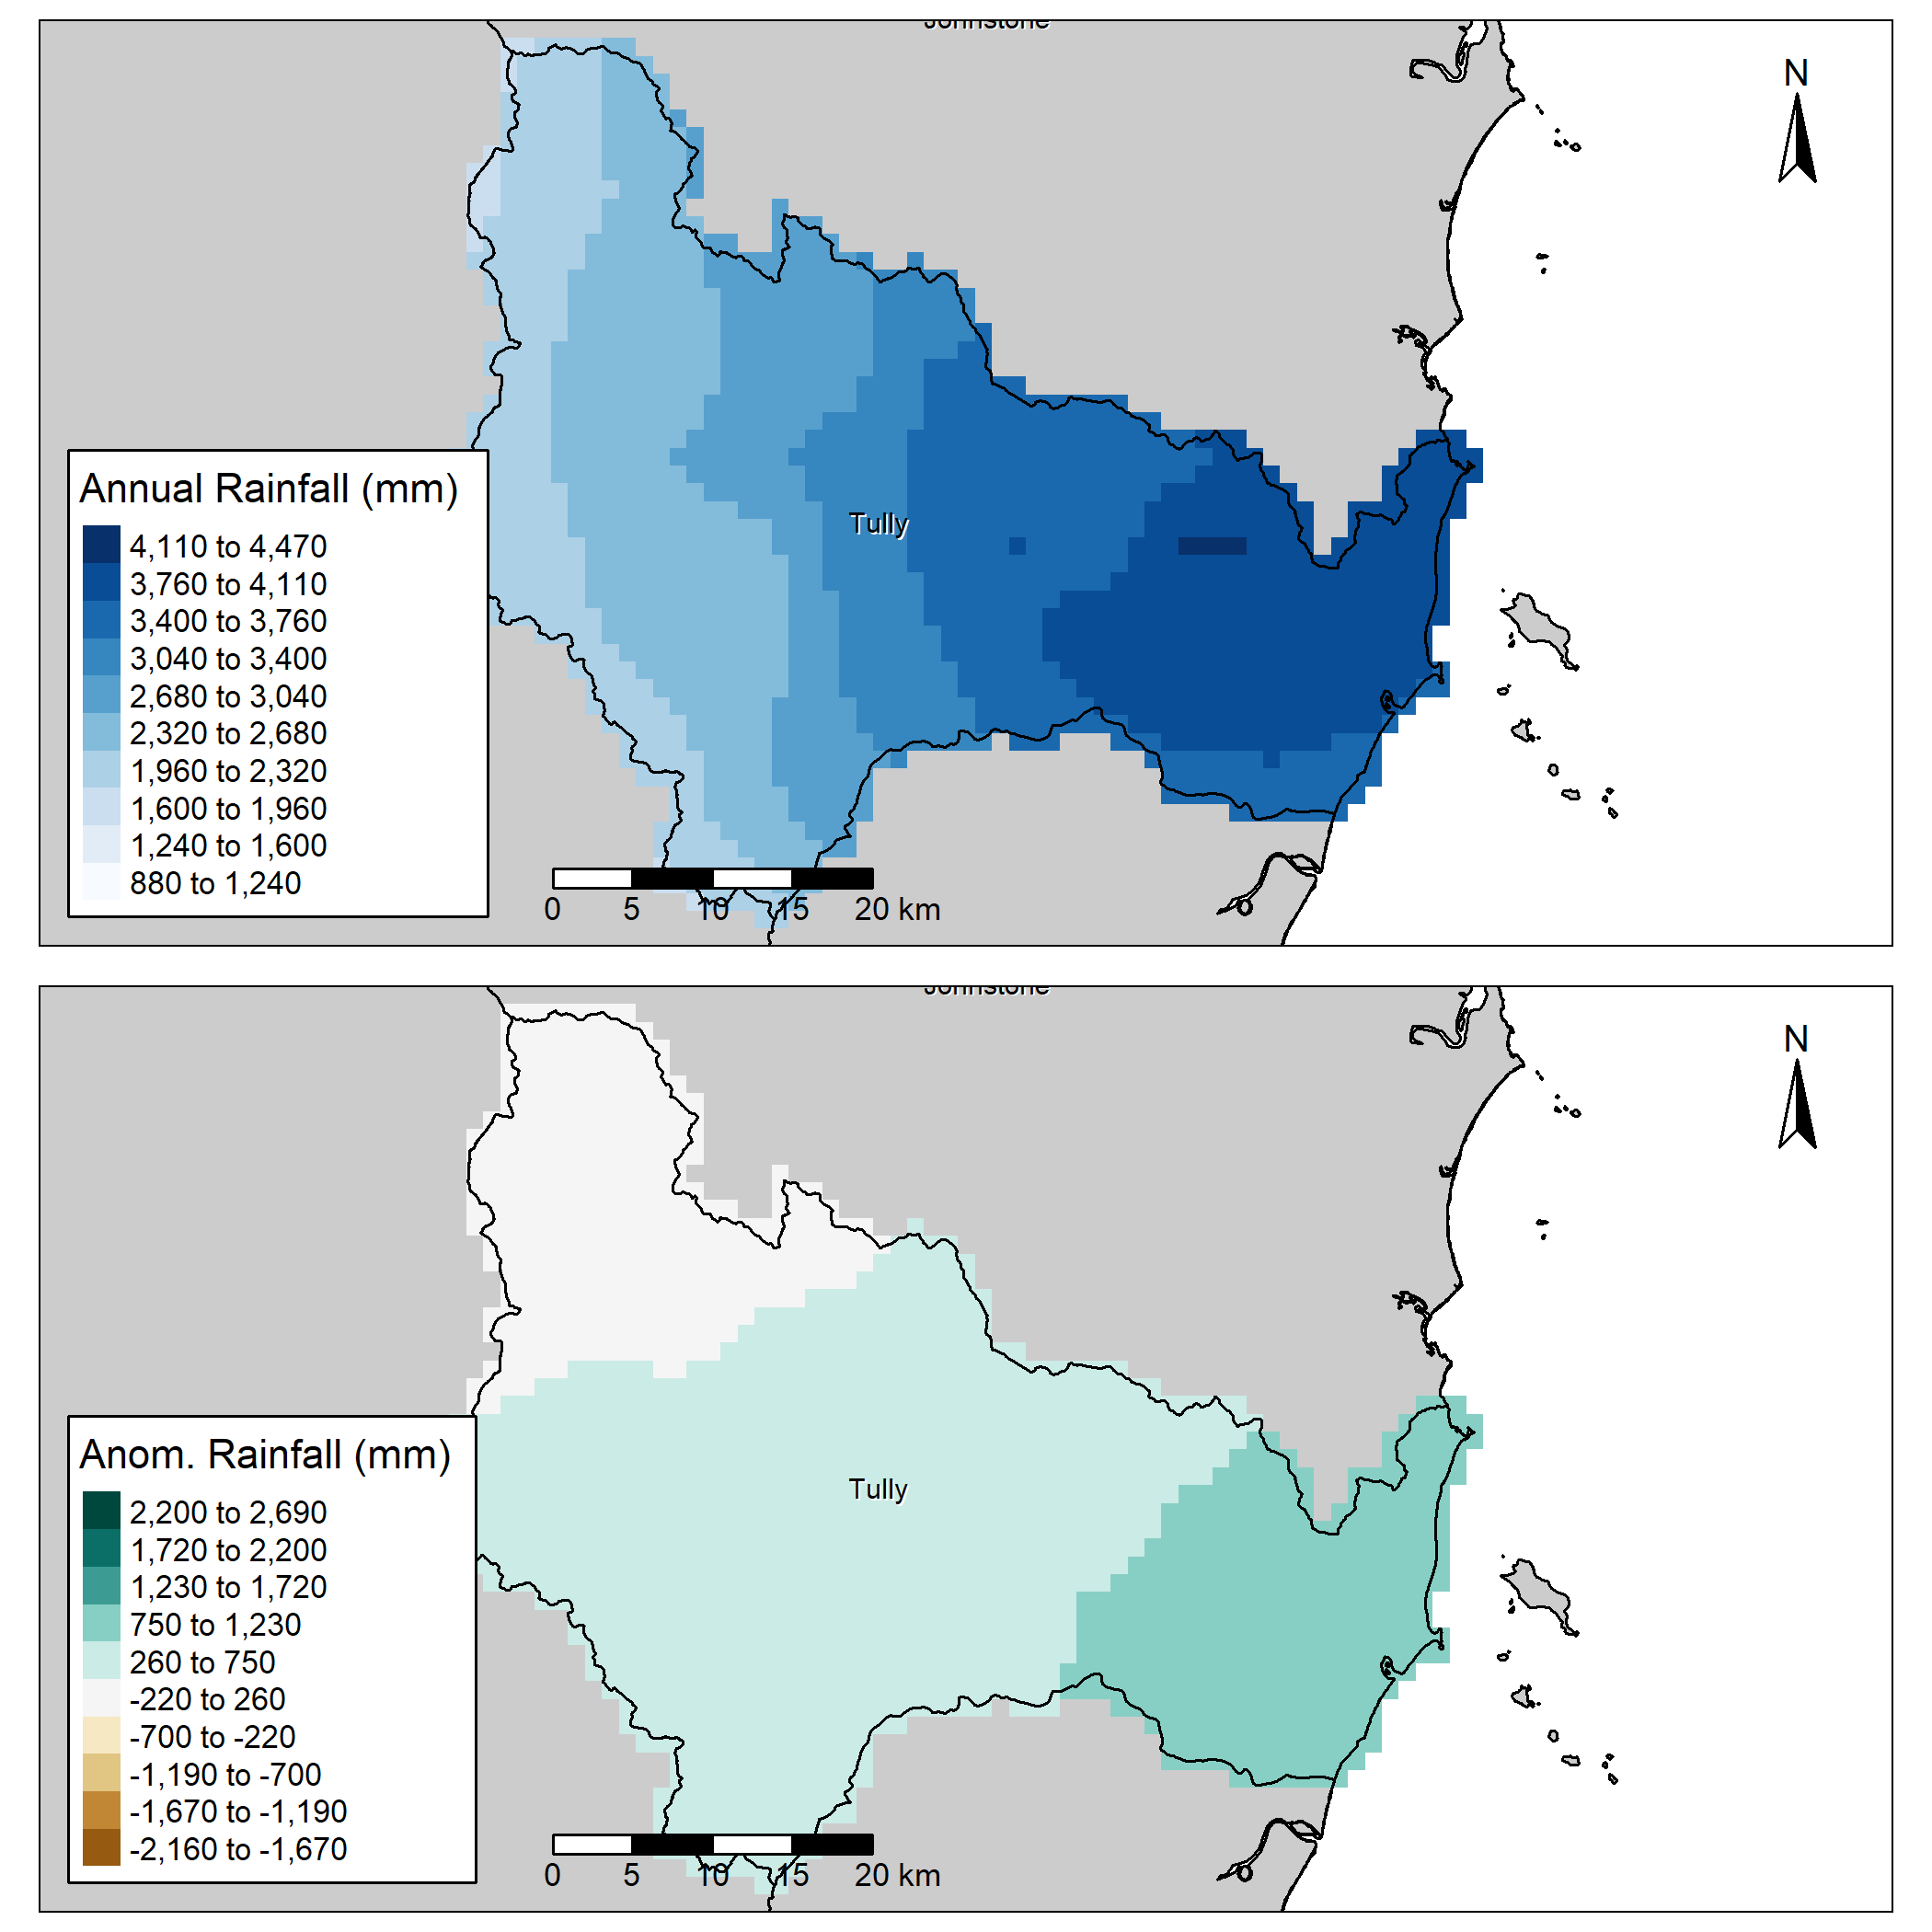 Johnstone
N
Tully
Annual Rainfall (mm)
4,110 to 4,470
3,760 to 4,110
3,400 to 3,760
3,040 to 3,400
2,680 to 3,040
2,320 to 2,680
1,960 to 2,320
1,600 to 1,960
1,240 to 1,600
880 to 1,240
0 5 10 15 20 km
Johnstone
N
Tully
Anom. Rainfall (mm)
2,200 to 2,690
1,720 to 2,200
1,230 to 1,720
750 to 1,230
260 to 750
-220 to 260
-700 to -220
-1,190 to -700
-1,670 to -1,190
-2,160 to -1,670
0 5 10 15 20 km